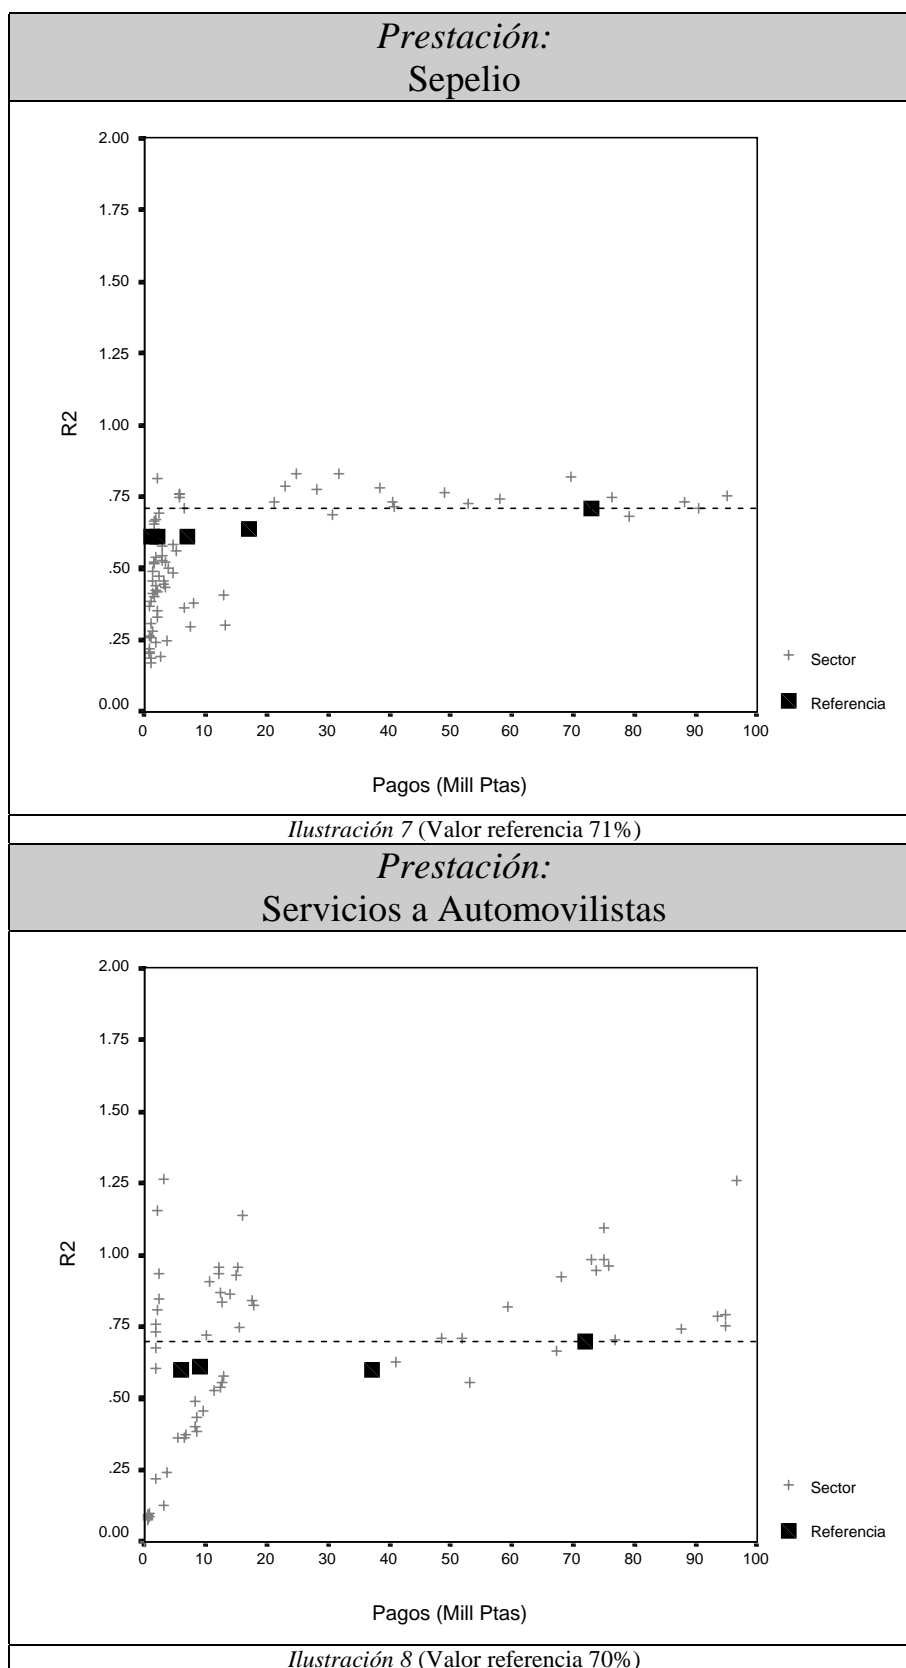 Prestación:
Sepelio
2.00
1.75
1.50
1.25
1.00
.75
.50
.25
0.00
R2
0 10 20 30 40 50 60 70 80 90 100
Pagos (Mill Ptas)
Sector
Referencia
Ilustración 7 (Valor referencia 71%)
Prestación:
Servicios a Automovilistas
2.00
1.75
1.50
1.25
1.00
.75
.50
.25
0.00
R2
0 10 20 30 40 50 60 70 80 90 100
Pagos (Mill Ptas)
Sector
Referencia
Ilustración 8 (Valor referencia 70%)